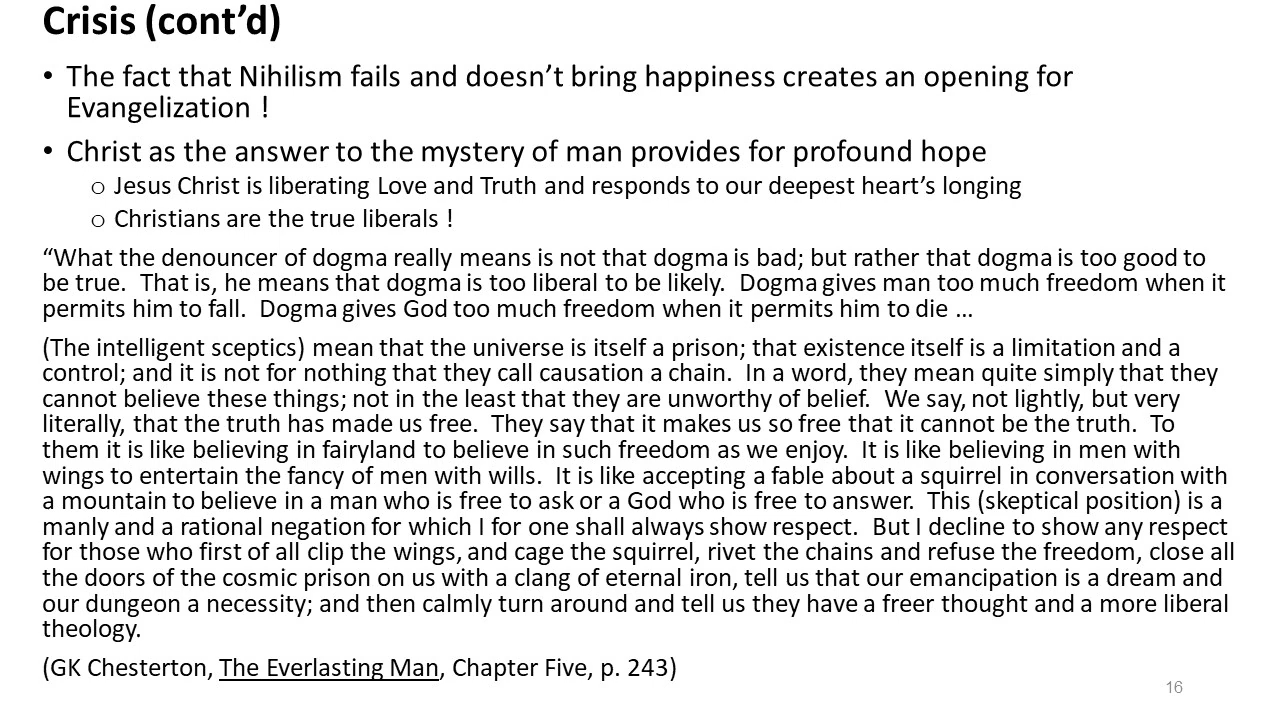 Crisis (cont’d)
• The fact that Nihilism fails and doesn’t bring happiness creates an opening for
Evangelization !
• Christ as the answer to the mystery of man provides for profound hope
o Jesus Christ is liberating Love and Truth and responds to our deepest heart’s longing
o Christians are the true liberals !
“What the denouncer of dogma really means is not that dogma is bad; but rather that dogma is too good to
be true.  That is, he means that dogma is too liberal to be likely.  Dogma gives man too much freedom when it
permits him to fall.  Dogma gives God too much freedom when it permits him to die …
(The intelligent sceptics) mean that the universe is itself a prison; that existence itself is a limitation and a
control; and it is not for nothing that they call causation a chain.  In a word, they mean quite simply that they
cannot believe these things; not in the least that they are unworthy of belief.  We say, not lightly, but very
literally, that the truth has made us free.  They say that it makes us so free that it cannot be the truth.  To
them it is like believing in fairyland to believe in such freedom as we enjoy.  It is like believing in men with
wings to entertain the fancy of men with wills.  It is like accepting a fable about a squirrel in conversation with
a mountain to believe in a man who is free to ask or a God who is free to answer.  This (skeptical position) is a
manly and a rational negation for which I for one shall always show respect.  But I decline to show any respect
for those who first of all clip the wings, and cage the squirrel, rivet the chains and refuse the freedom, close all
the doors of the cosmic prison on us with a clang of eternal iron, tell us that our emancipation is a dream and
our dungeon a necessity; and then calmly turn around and tell us they have a freer thought and a more liberal
theology.
(GK Chesterton, The Everlasting Man, Chapter Five, p. 243)
16